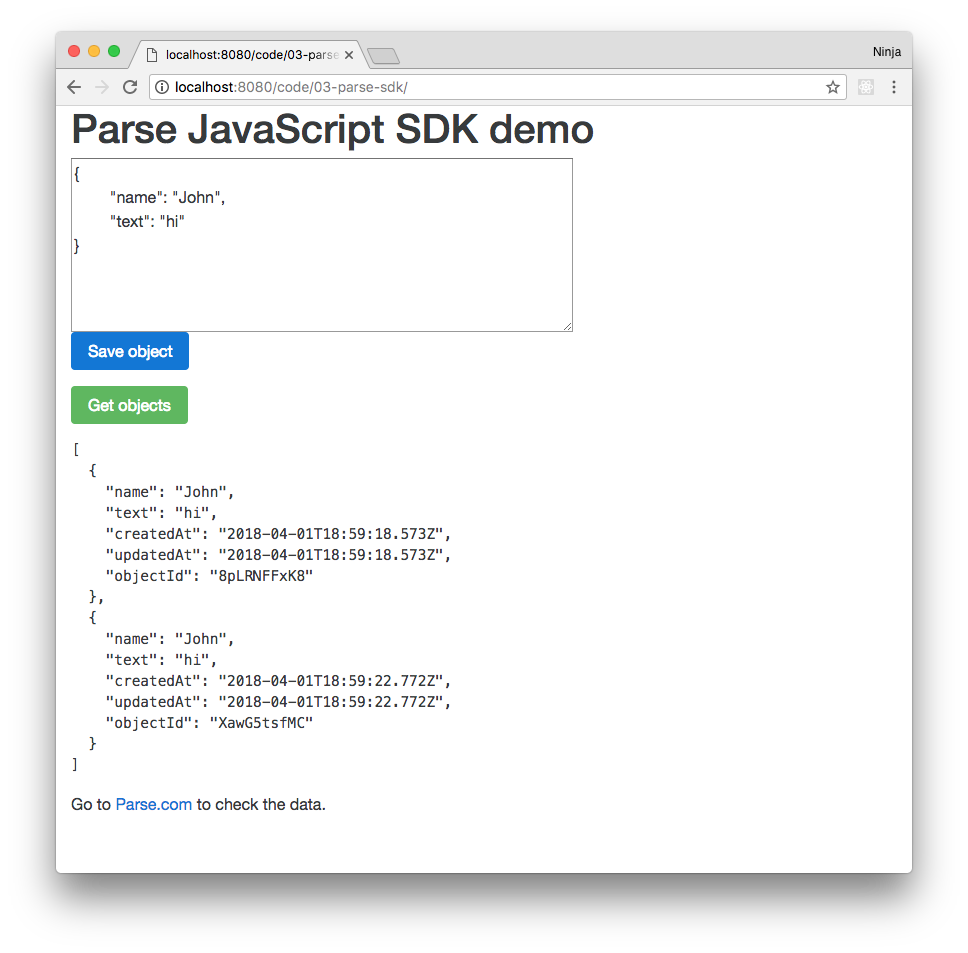 localhost:8080/code/03-parse
Ninja
localhost:8080/code/03-parse-sdk/
Parse JavaScript SDK demo
{
"name": "John",
"text": "hi"
}
Save object
Get objects
[
  {
    "name": "John",
    "text": "hi",
    "createdAt": "2018-04-01T18:59:18.573Z",
    "updatedAt": "2018-04-01T18:59:18.573Z",
    "objectId": "8pLRNFFxK8"
  },
  {
    "name": "John",
    "text": "hi",
    "createdAt": "2018-04-01T18:59:22.772Z",
    "updatedAt": "2018-04-01T18:59:22.772Z",
    "objectId": "XawG5tsfMC"
  }
]
Go to Parse.com to check the data.